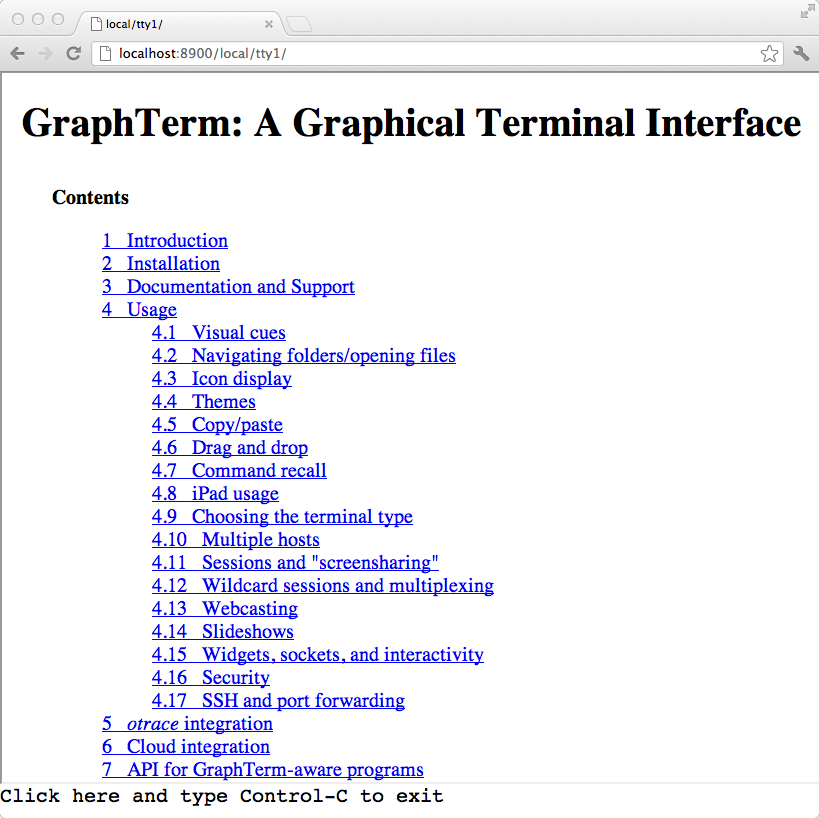 local/tty1/
localhost:8900/local/tty1/
GraphTerm: A Graphical Terminal Interface
Contents
1 Introduction
2 Installation
3 Documentation and Support
4 Usage
4.1 Visual cues
4.2 Navigating folders/opening files
4.3 Icon display
4.4 Themes
4.5 Copy/paste
4.6 Drag and drop
4.7 Command recall
4.8 iPad usage
4.9 Choosing the terminal type
4.10 Multiple hosts
4.11 Sessions and "screensharing"
4.12 Wildcard sessions and multiplexing
4.13 Webcasting
4.14 Slideshows
4.15 Widgets, sockets, and interactivity
4.16 Security
4.17 SSH and port forwarding
5 otrace integration
6 Cloud integration
7 API for GraphTerm-aware programs
Click here and type Control-C to exit